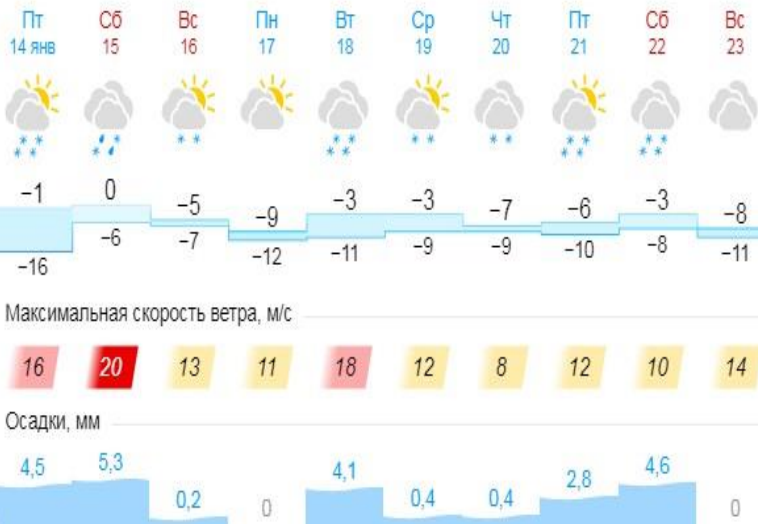 Пт Сб Вс Пн Вт Ср Чт Пт Сб Вс
14 янв 15 16 17 18 19 20 21 22 23
−1 0 −5 −9 −3 −3 −7 −6 −3 −8
−16 −6 −7 −12 −11 −9 −9 −10 −8 −11
Максимальная скорость ветра, м/с
16 20 13 11 18 12 8 12 10 14
Осадки, мм
4,5 5,3 0,2 0 4,1 0,4 0,4 2,8 4,6 0